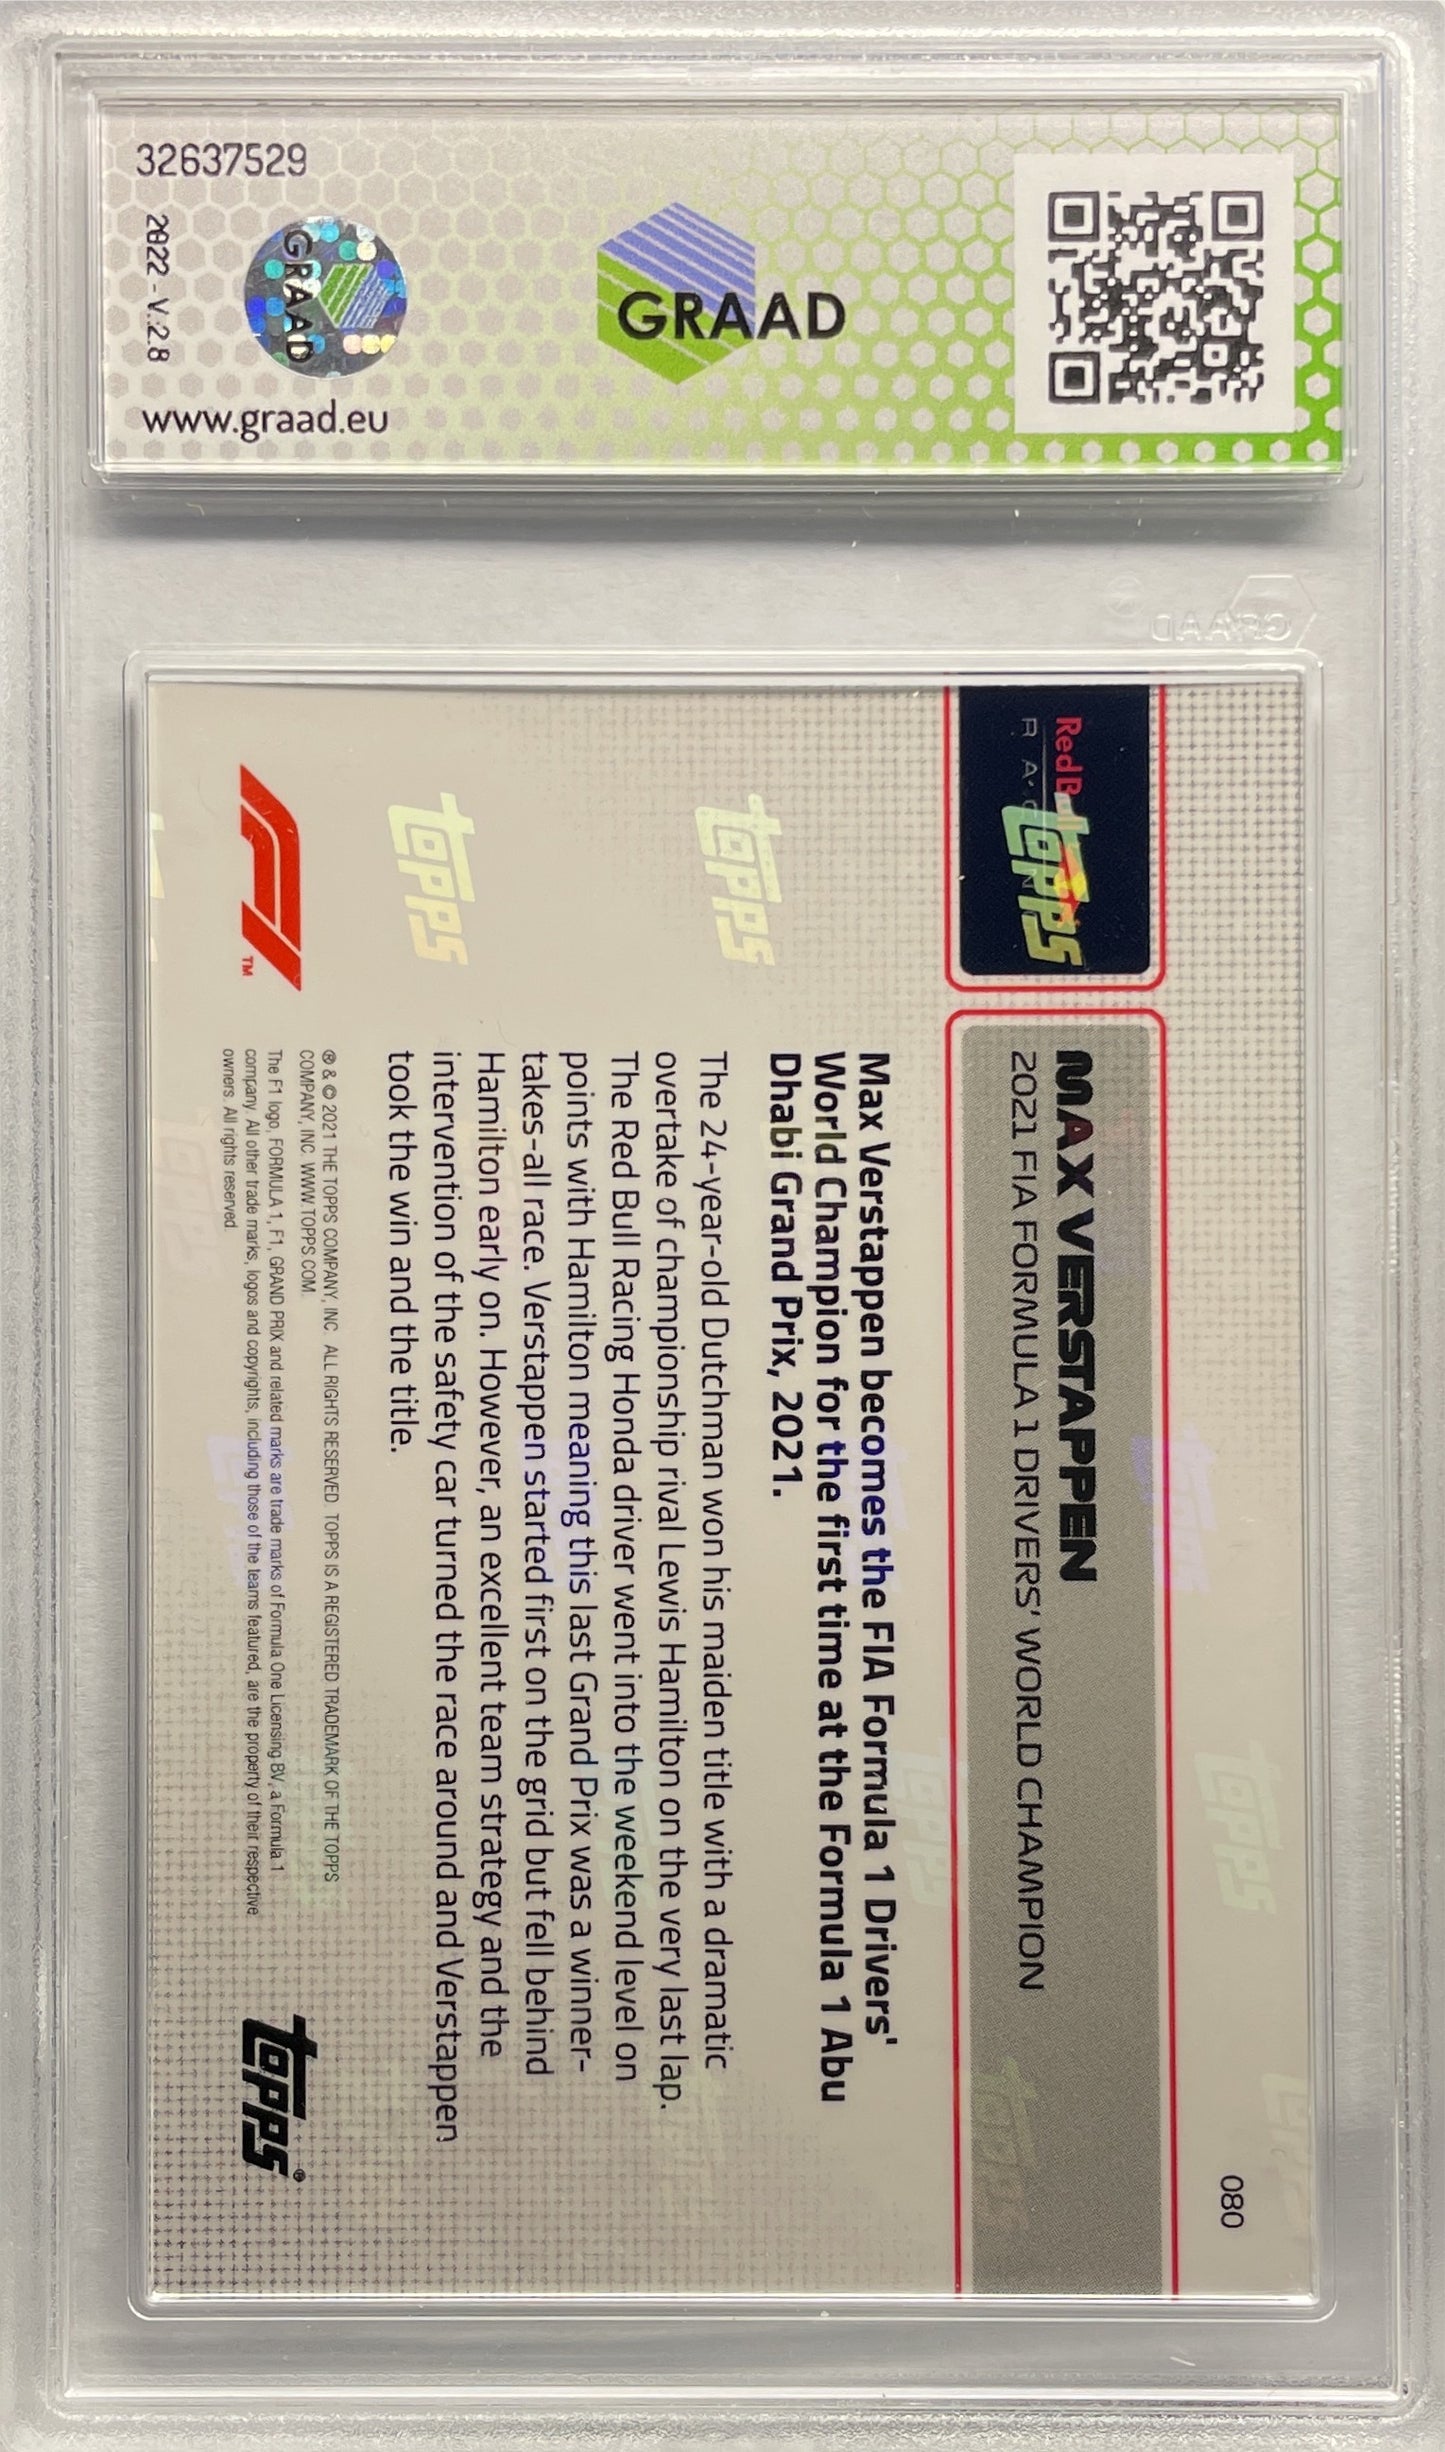 32637529
2022 - V.2.8
GRAAD
www.graad.eu
GRAAD
GRAAD
080
Red B
RAC N
topps
MAX VERSTAPPEN
2021 FIA FORMULA 1 DRIVERS' WORLD CHAMPION
Max Verstappen becomes the FIA Formula 1 Drivers'
World Champion for the first time at the Formula 1 Abu
Dhabi Grand Prix, 2021.
The 24-year-old Dutchman won his maiden title with a dramatic
overtake of championship rival Lewis Hamilton on the very last lap.
The Red Bull Racing Honda driver went into the weekend level on
points with Hamilton meaning this last Grand Prix was a winner-
takes-all race. Verstappen started first on the grid but fell behind
Hamilton early on. However, an excellent team strategy and the
intervention of the safety car turned the race around and Verstappen
took the win and the title.
topps
topps
F1 ™
® & © 2021 THE TOPPS COMPANY, INC. ALL RIGHTS RESERVED. TOPPS IS A REGISTERED TRADEMARK OF THE TOPPS
COMPANY, INC. WWW.TOPPS.COM.
The F1 logo, FORMULA 1, F1, GRAND PRIX and related marks are trade marks of Formula One Licensing BV, a Formula 1
company. All other trade marks, logos and copyrights, including those of the teams featured, are the property of their respective
owners. All rights reserved.
topps®